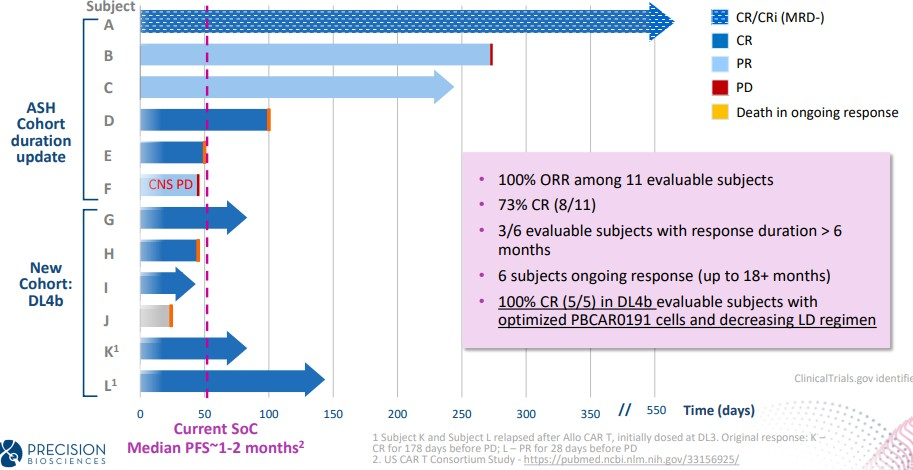 Subject
A
B
C
D
E
F
G
H
I
J
K1
L1
ASH
Cohort
duration
update
New
Cohort:
DL4b
CNS PD
CR/CRi (MRD-)
CR
PR
PD
Death in ongoing response
• 100% ORR among 11 evaluable subjects
• 73% CR (8/11)
• 3/6 evaluable subjects with response duration > 6
months
• 6 subjects ongoing response (up to 18+ months)
• 100% CR (5/5) in DL4b evaluable subjects with
optimized PBCAR0191 cells and decreasing LD regimen
ClinicalTrials.gov identifie
0 50 100 150 200 250 300 350 // 550 Time (days)
Current SoC
Median PFS~1-2 months2
PRECISION
BIOSCIENCES
1 Subject K and Subject L relapsed after Allo CAR T, initially dosed at DL3. Original response: K –
CR for 178 days before PD; L – PR for 28 days before PD
2. US CAR T Consortium Study - https://pubmed.ncbi.nlm.nih.gov/33156925/